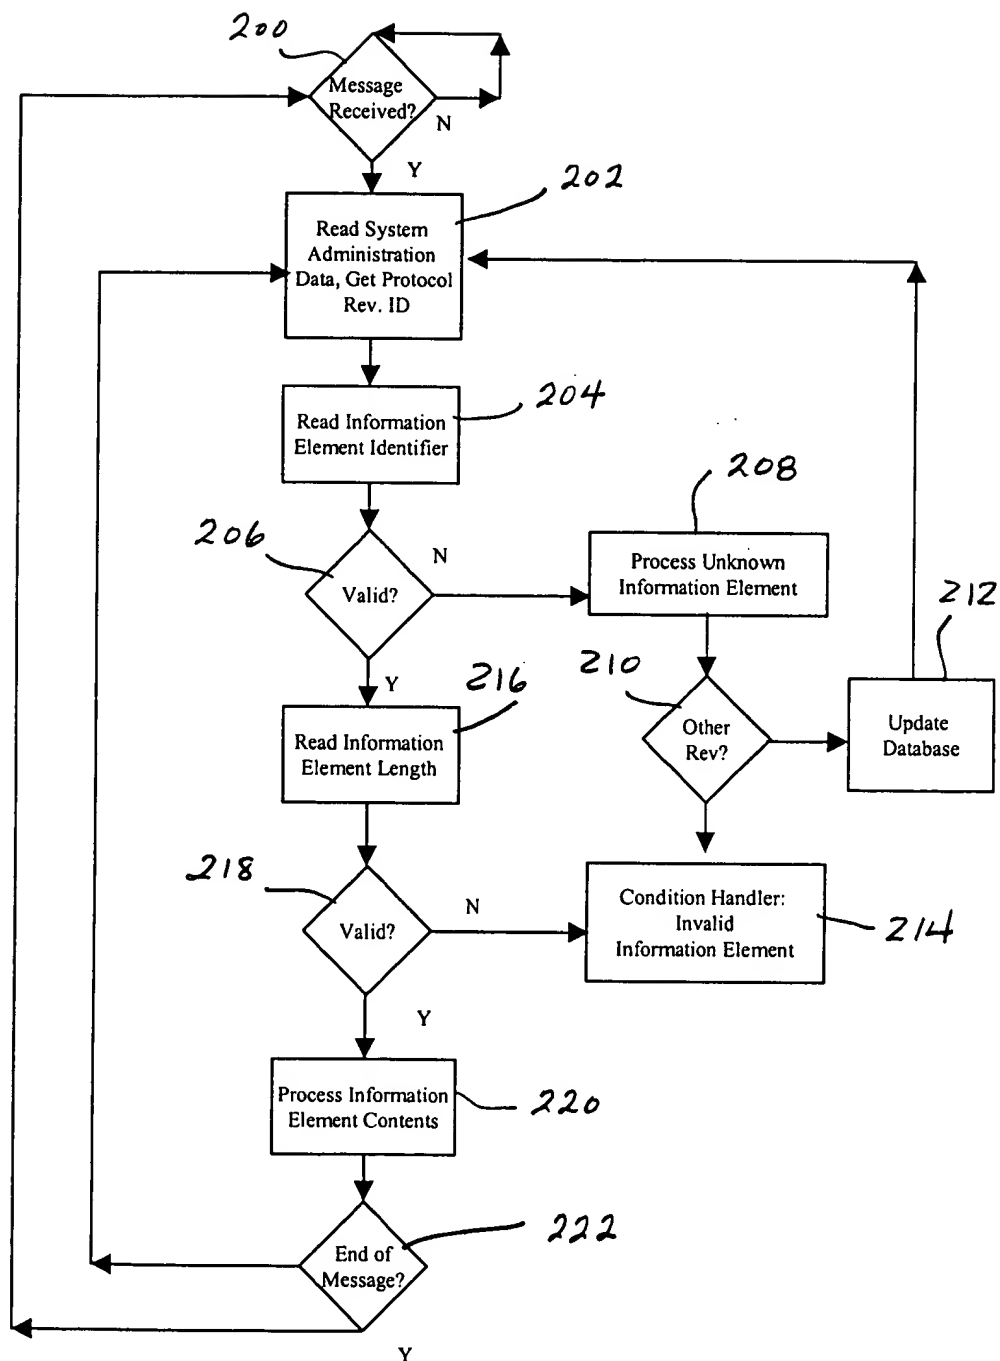 200
Message
Received?
N
Y
202
Read System
Administration
Data, Get Protocol
Rev. ID
204
Read Information
Element Identifier
208
206
N
Valid?
Process Unknown
Information Element
212
Y
216
210
Read Information
Element Length
Other
Rev?
Update
Database
218
N
Valid?
Condition Handler:
Invalid
Information Element
214
Y
Process Information
Element Contents
220
222
End of
Message?
Y